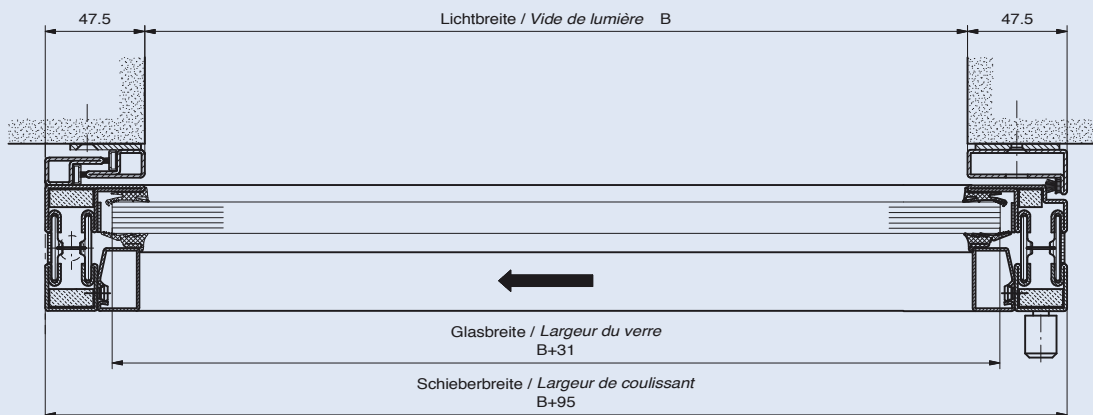 47.5
Lichtbreite / Vide de lumière B
47.5
Glasbreite / Largeur du verre
B+31
Schieberbreite / Largeur de coulissant
B+95